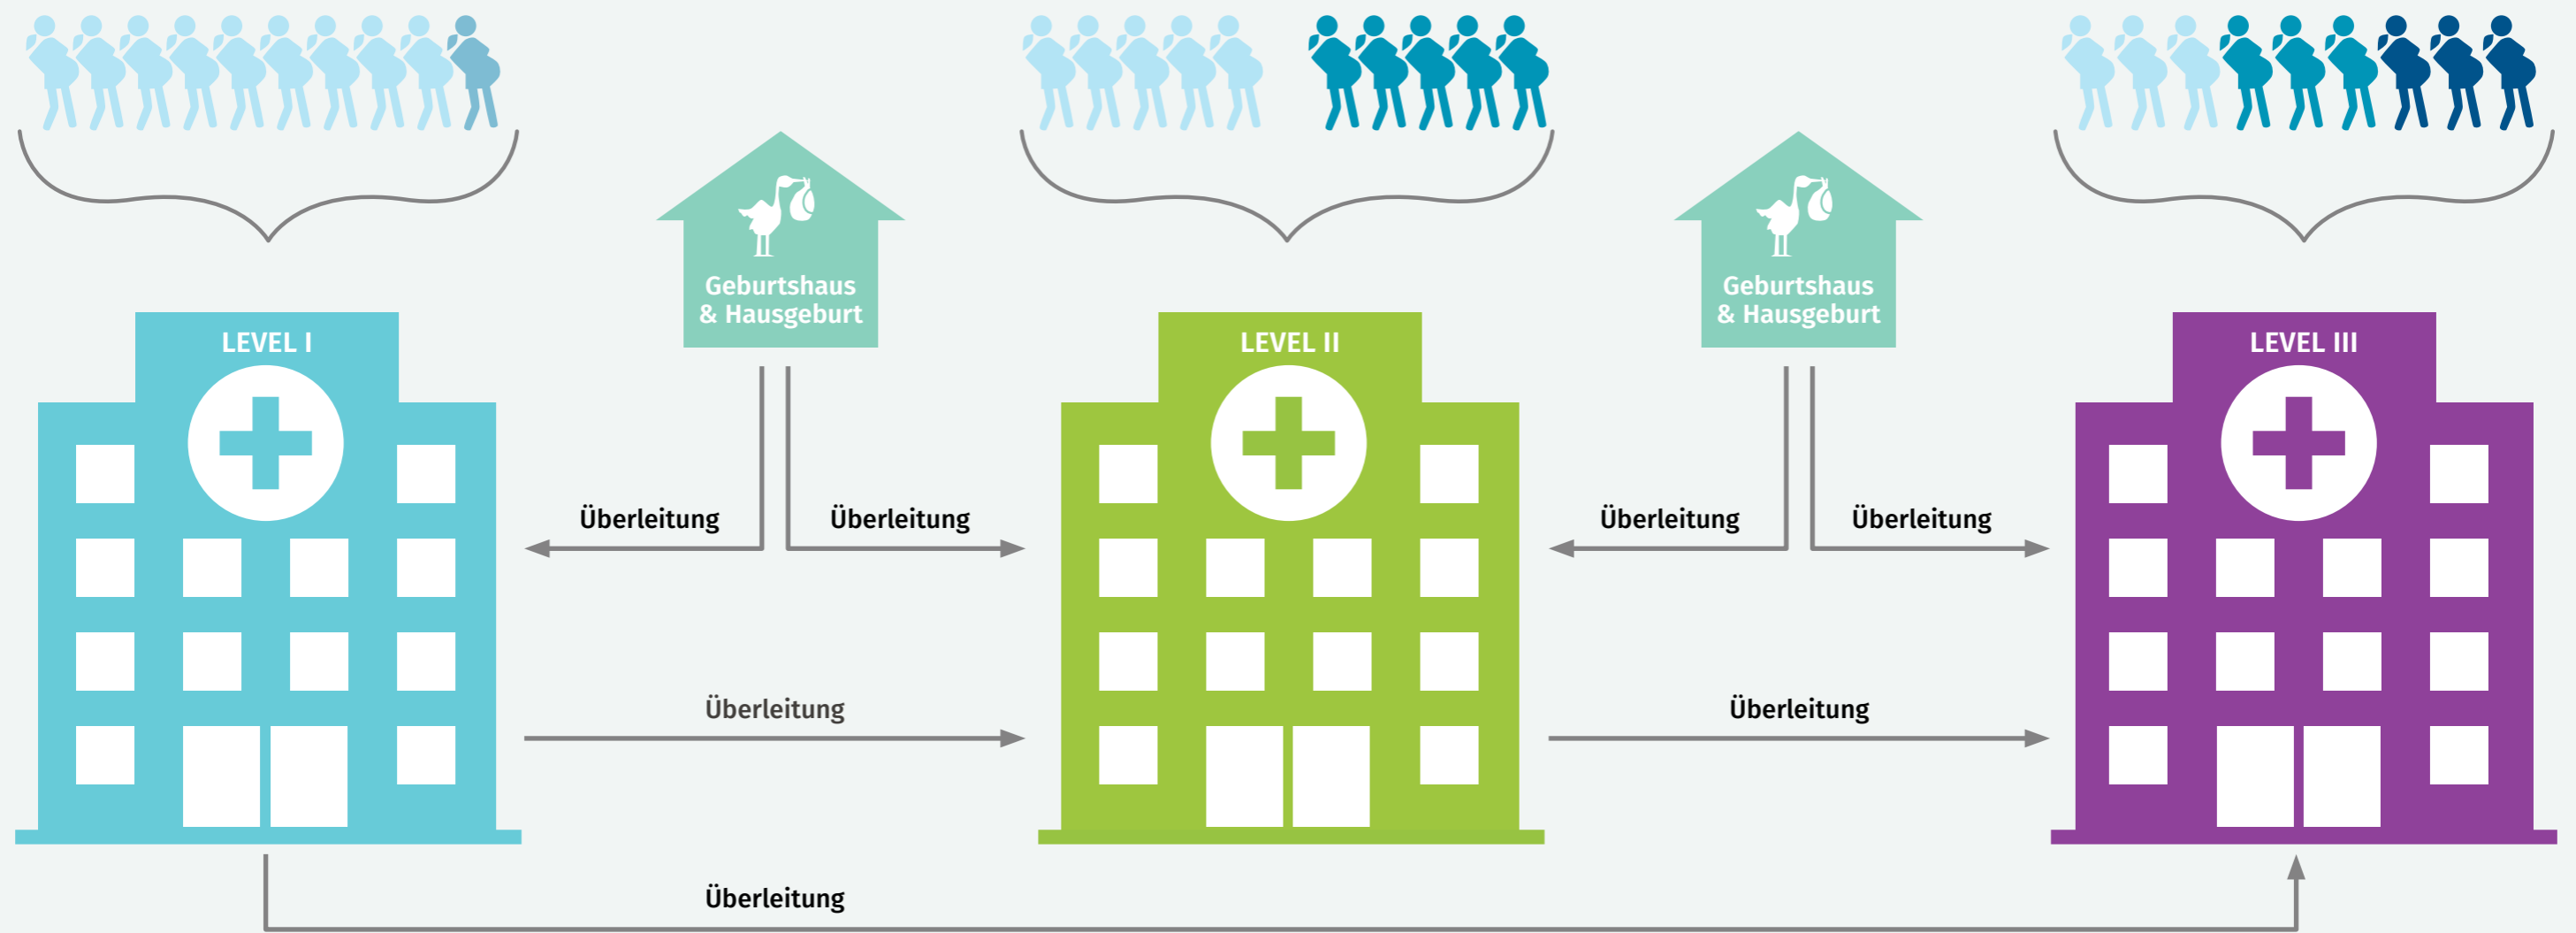 Geburtshaus
& Hausgeburt
Geburtshaus
& Hausgeburt
LEVEL I
LEVEL II
LEVEL III
Überleitung
Überleitung
Überleitung
Überleitung
Überleitung
Überleitung
Überleitung